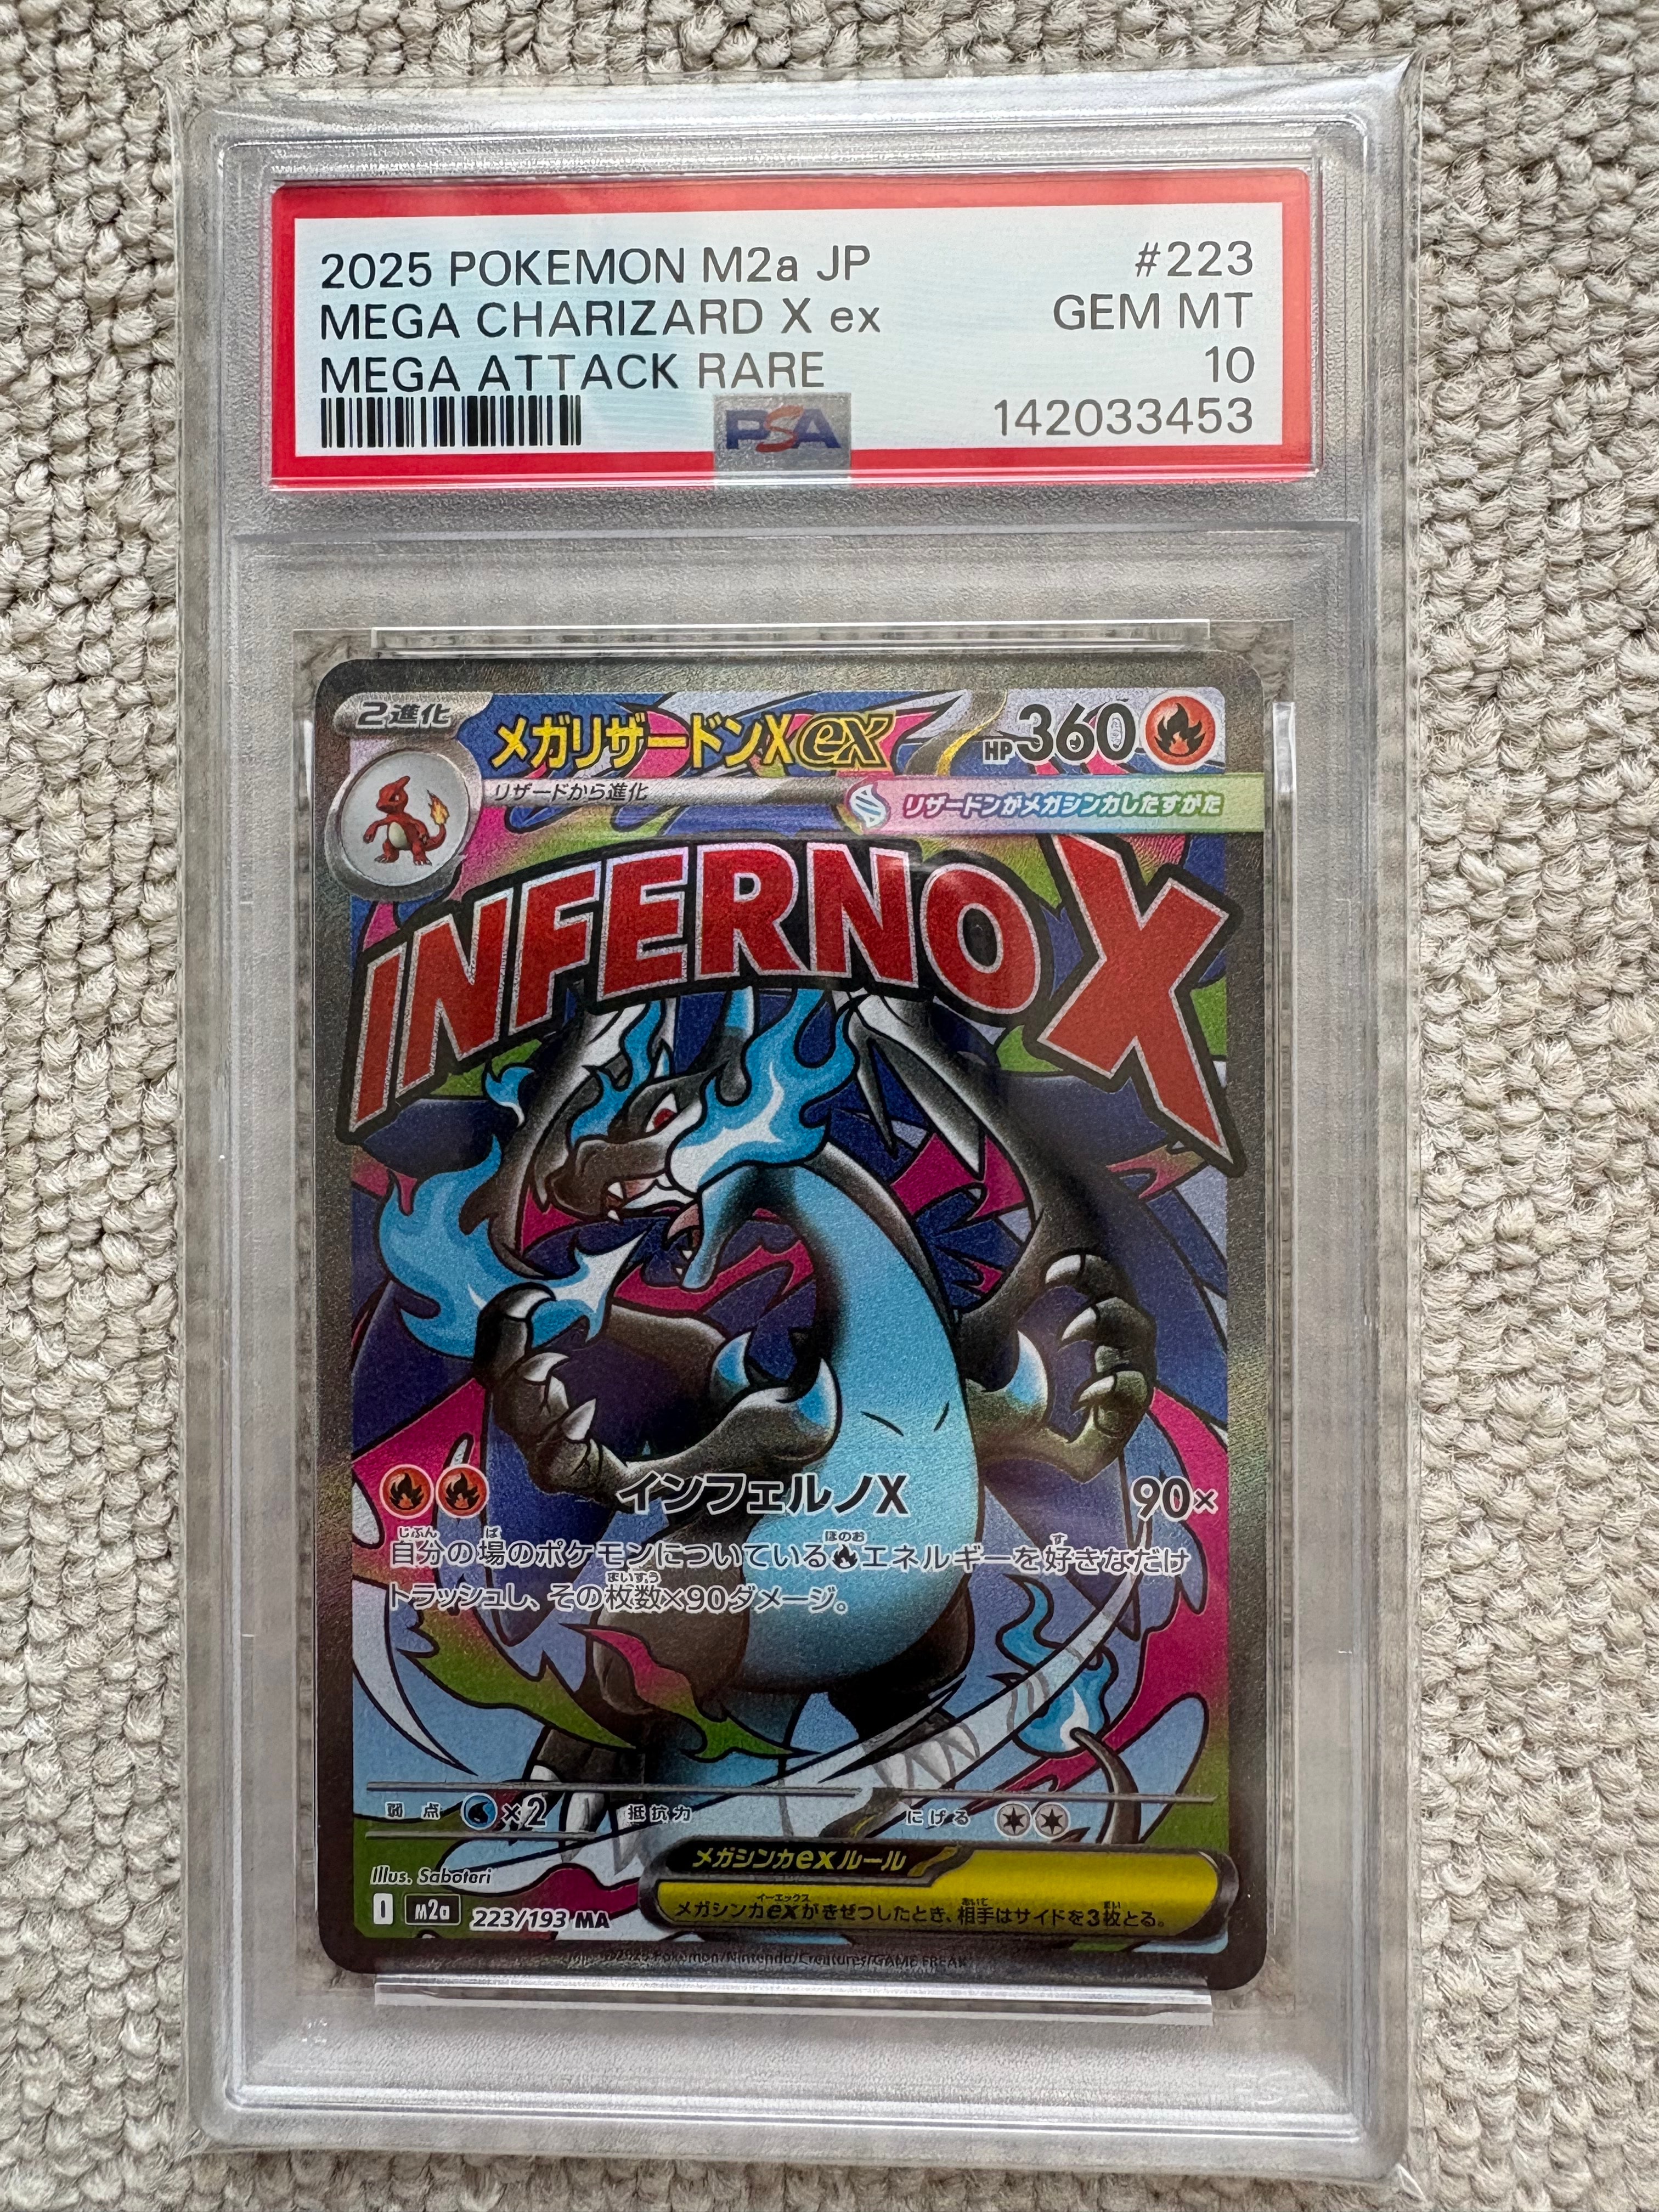 2025 POKEMON M2a JP #223
MEGA CHARIZARD X ex GEM MT
MEGA ATTACK RARE 10
PSA 142033453
2進化
メガリザードンXex HP360
リザードから進化
リザードンがメガシンカしたすがた
INFERNO X
インフェルノX 90×
自分の場のポケモンについているエネルギーを好きなだけ
トラッシュし、その枚数×90ダメージ。
弱点 ×2 抵抗力 にげる
メガシンカexルール
メガシンカexがきぜつしたとき、相手はサイドを3枚とる。
Illus. Saboteri
I m2a 223/193 MA
2025 Pokémon/Nintendo/Creatures/GAME FREAK